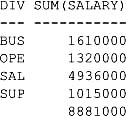 DIV SUM(SALARY)
--- -----------
BUS 1610000
OPE 1320000
SAL 4936000
SUP 1015000
8881000